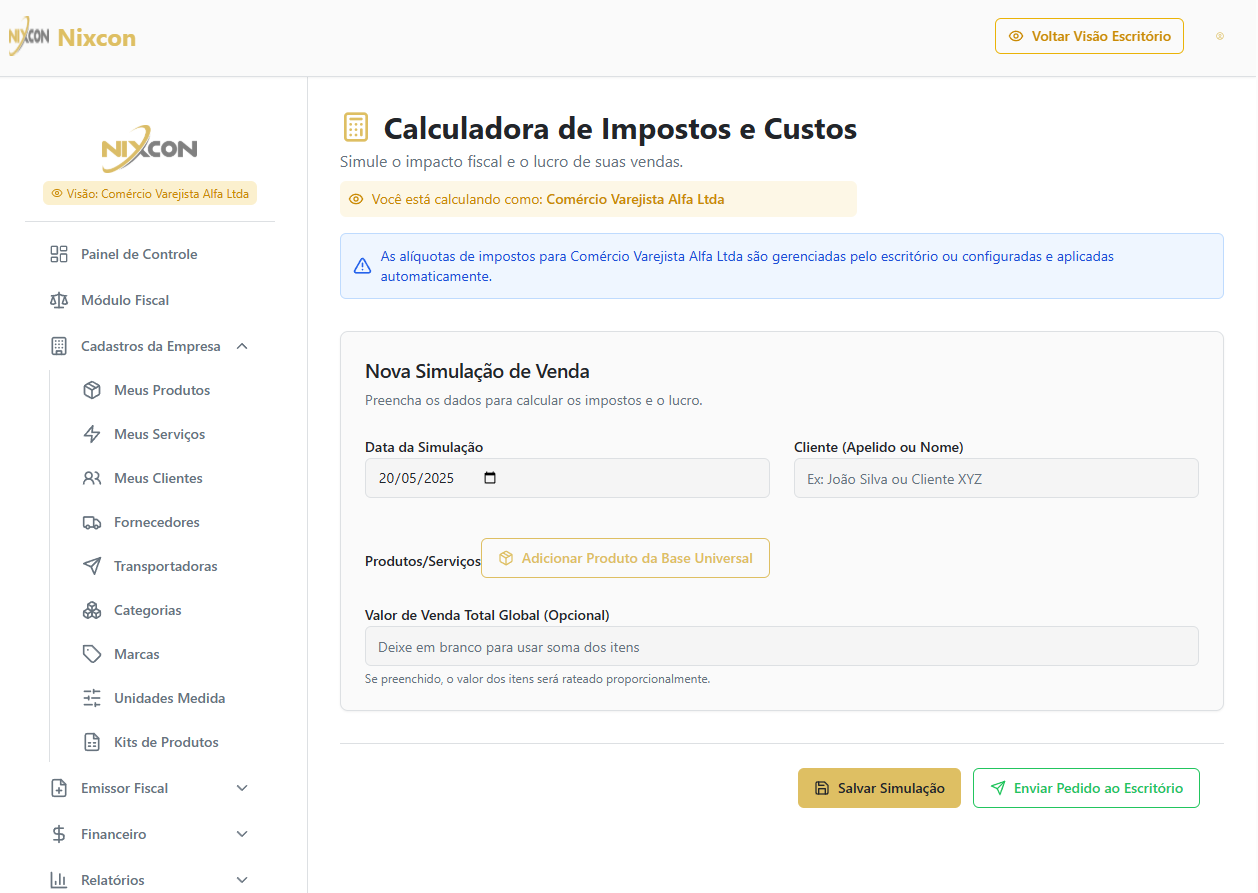 NIXCON Nixcon
Voltar Visão Escritório
NIXCON
Visão: Comércio Varejista Alfa Ltda
Painel de Controle
Módulo Fiscal
Cadastros da Empresa
Meus Produtos
Meus Serviços
Meus Clientes
Fornecedores
Transportadoras
Categorias
Marcas
Unidades Medida
Kits de Produtos
Emissor Fiscal
Financeiro
Relatórios
Calculadora de Impostos e Custos
Simule o impacto fiscal e o lucro de suas vendas.
Você está calculando como: Comércio Varejista Alfa Ltda
As alíquotas de impostos para Comércio Varejista Alfa Ltda são gerenciadas pelo escritório ou configuradas e aplicadas
automaticamente.
Nova Simulação de Venda
Preencha os dados para calcular os impostos e o lucro.
Data da Simulação
20/05/2025
Cliente (Apelido ou Nome)
Ex: João Silva ou Cliente XYZ
Produtos/Serviços
Adicionar Produto da Base Universal
Valor de Venda Total Global (Opcional)
Deixe em branco para usar soma dos itens
Se preenchido, o valor dos itens será rateado proporcionalmente.
Salvar Simulação
Enviar Pedido ao Escritório